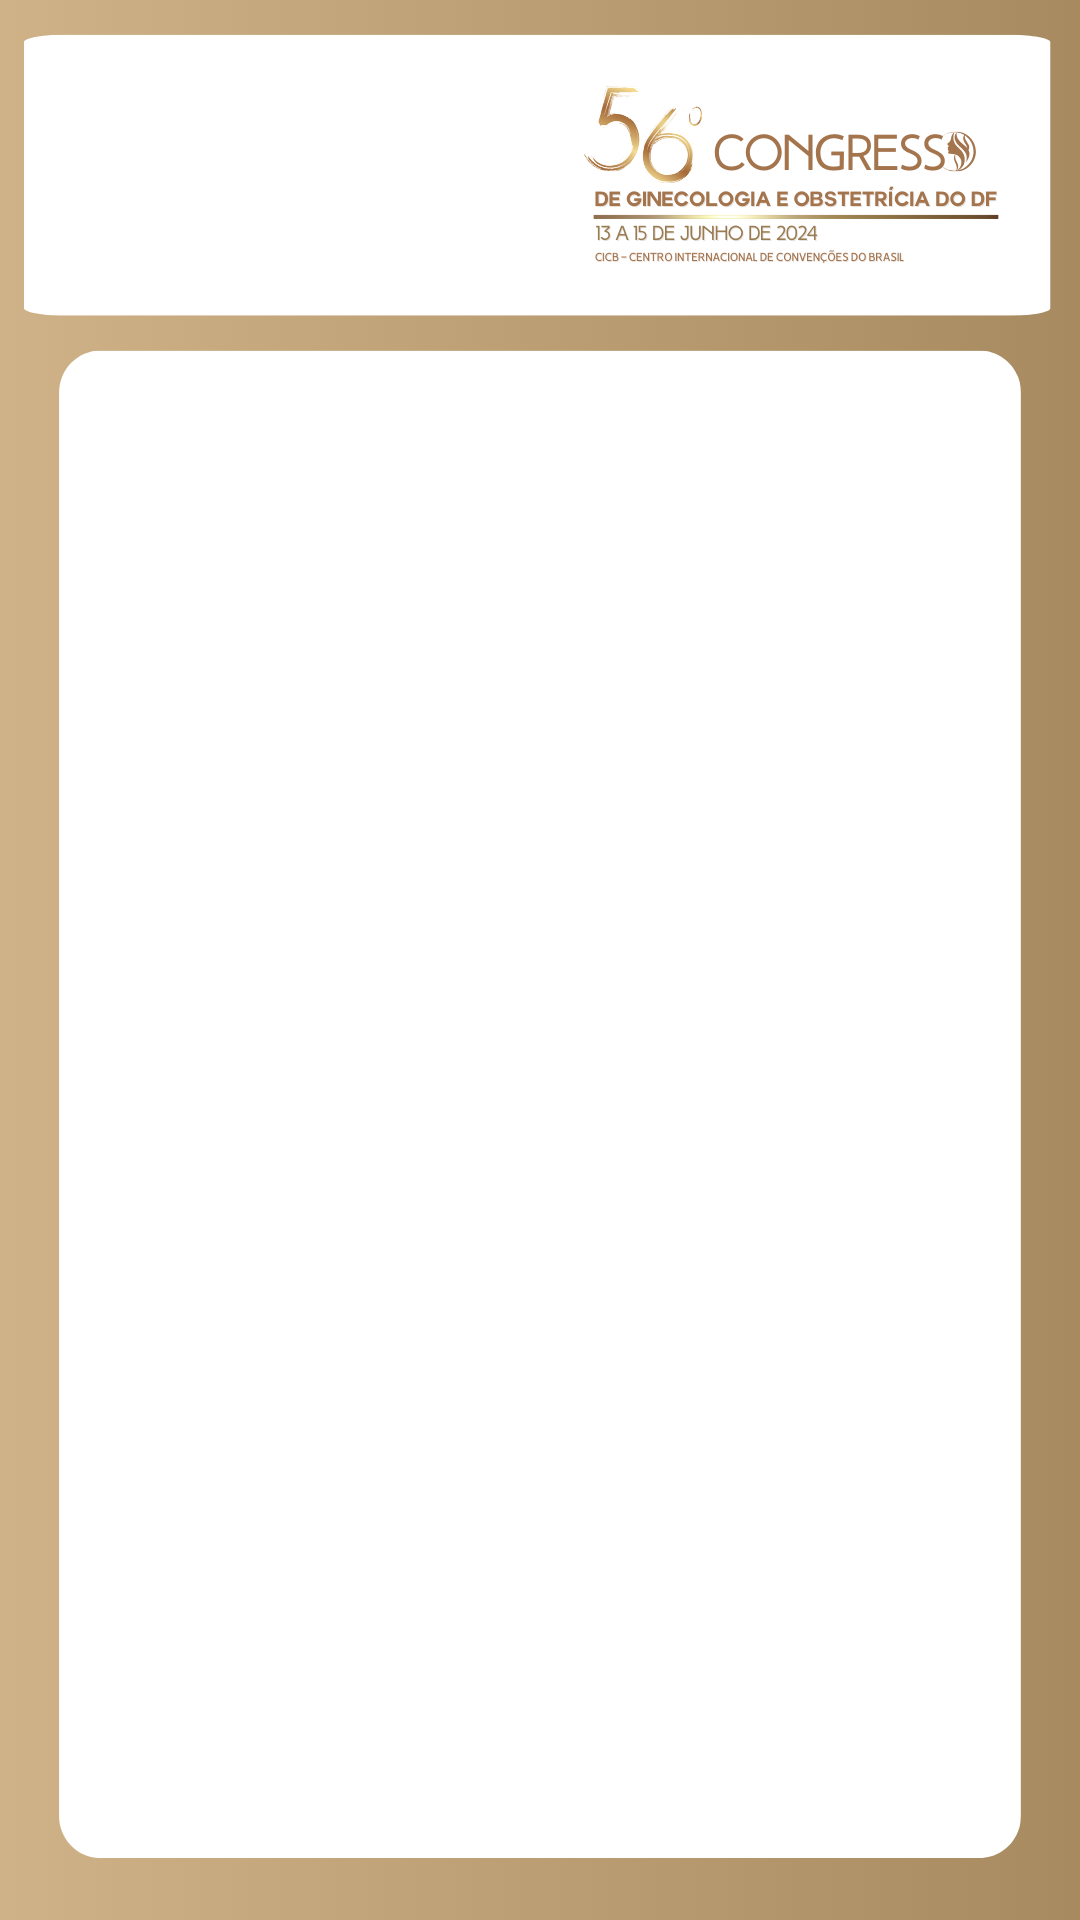 56º CONGRESSO
DE GINECOLOGIA E OBSTETRÍCIA DO DF
13 A 15 DE JUNHO DE 2024
CICB – CENTRO INTERNACIONAL DE CONVENÇÕES DO BRASIL